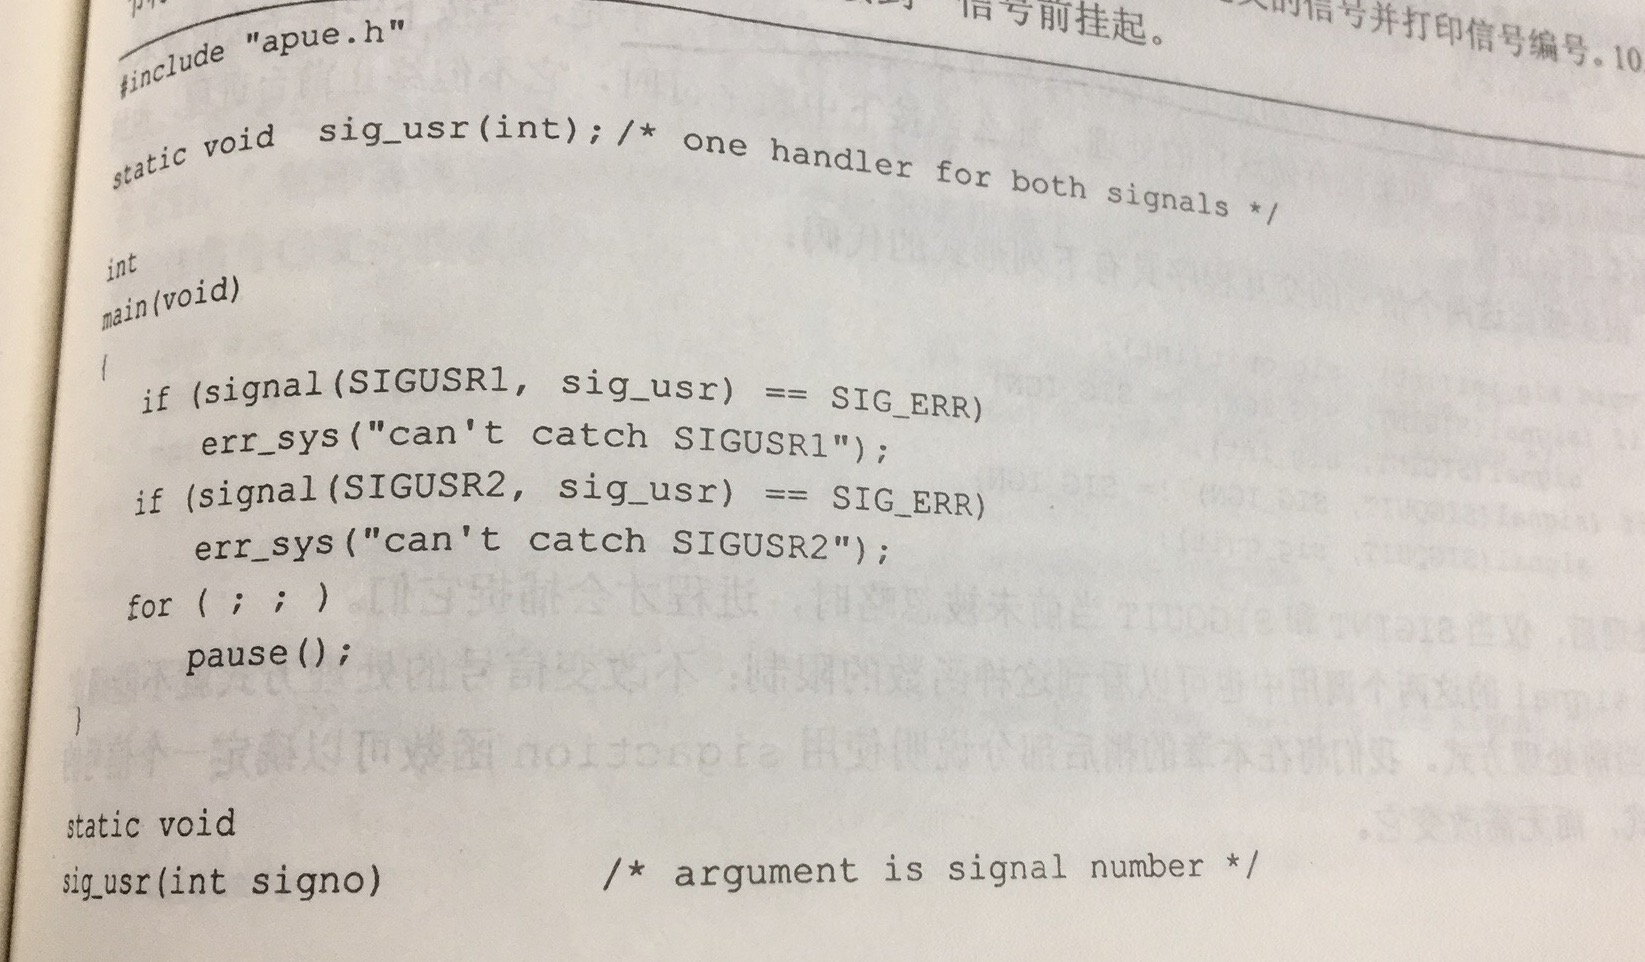 信号前挂起。
的信号并打印信号编号。10
#include "apue.h"
static void sig_usr(int); /* one handler for both signals */
int
main(void)
{
if (signal(SIGUSR1, sig_usr) == SIG_ERR)
err_sys("can't catch SIGUSR1");
if (signal(SIGUSR2, sig_usr) == SIG_ERR)
err_sys("can't catch SIGUSR2");
for ( ; ; )
pause();
}
static void
sig_usr(int signo) /* argument is signal number */